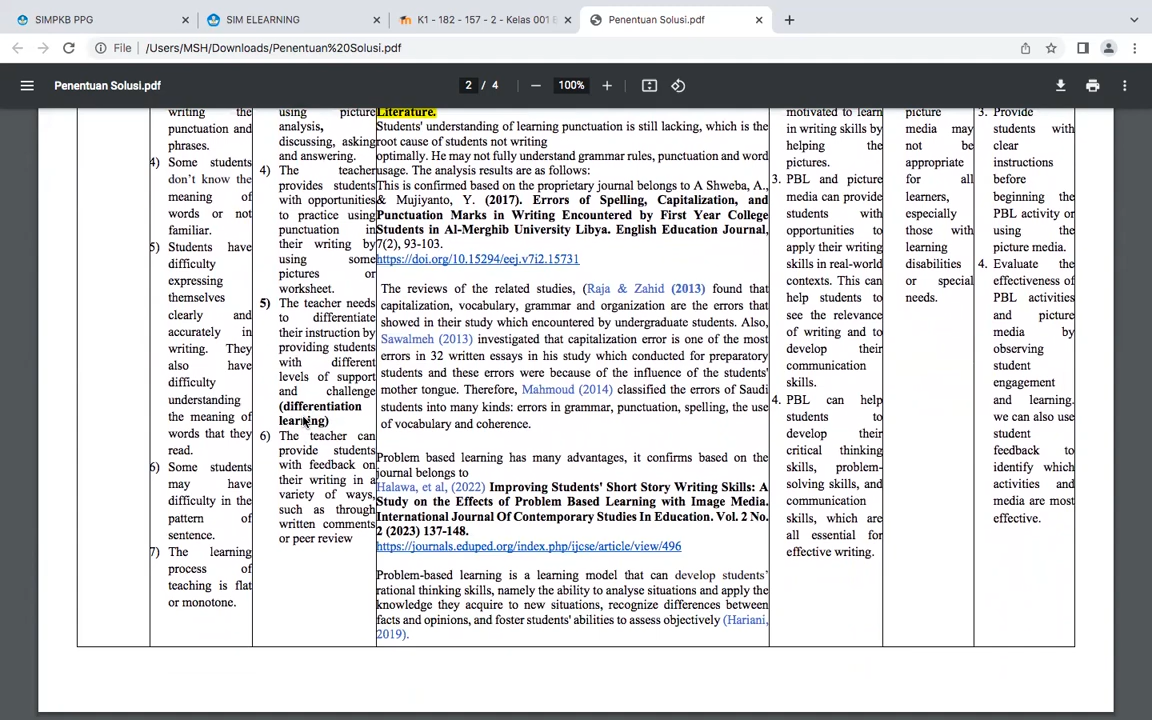 SIMPKB PPG
SIM ELEARNING
K1 - 182 - 157 - 2 - Kelas 001
Penentuan Solusi.pdf
File
/Users/MSH/Downloads/Penentuan%20Solusi.pdf
Penentuan Solusi.pdf
2 / 4
100%
writing the
punctuation and
phrases.
4) Some students
don't know the
meaning of
words or not
familiar.
5) Students have
difficulty
expressing
themselves
clearly and
accurately in
writing. They
also have
difficulty
understanding
the meaning of
words that they
read.
6) Some students
may have
difficulty in the
pattern of
sentence.
7) The learning
process of
teaching is flat
or monotone.
using picture
analysis,
discussing, asking
and answering.
4) The teacher
provides students
with opportunities
to practice using
punctuation in
their writing by
using some
pictures or
worksheet.
5) The teacher needs
to differentiate
their instruction by
providing students
with different
levels of support
and challenge
(differentiation
learning)
6) The teacher can
provide students
with feedback on
their writing in a
variety of ways,
such as through
written comments
or peer review
Literature.
Students' understanding of learning punctuation is still lacking, which is the
root cause of students not writing
optimally. He may not fully understand grammar rules, punctuation and word
usage. The analysis results are as follows:
This is confirmed based on the proprietary journal belongs to A Shweba, A.,
& Mujiyanto, Y. (2017). Errors of Spelling, Capitalization, and
Punctuation Marks in Writing Encountered by First Year College
Students in Al-Merghib University Libya. English Education Journal,
7(2), 93-103.
https://doi.org/10.15294/eej.v7i2.15731
The reviews of the related studies, (Raja & Zahid (2013) found that
capitalization, vocabulary, grammar and organization are the errors that
showed in their study which encountered by undergraduate students. Also,
Sawalmeh (2013) investigated that capitalization error is one of the most
errors in 32 written essays in his study which conducted for preparatory
students and these errors were because of the influence of the students'
mother tongue. Therefore, Mahmoud (2014) classified the errors of Saudi
students into many kinds: errors in grammar, punctuation, spelling, the use
of vocabulary and coherence.
Problem based learning has many advantages, it confirms based on the
journal belongs to
Halawa, et al, (2022) Improving Students' Short Story Writing Skills: A
Study on the Effects of Problem Based Learning with Image Media.
International Journal Of Contemporary Studies In Education. Vol. 2 No.
2 (2023) 137-148.
https://journals.eduped.org/index.php/ijcse/article/view/496
Problem-based learning is a learning model that can develop students'
rational thinking skills, namely the ability to analyse situations and apply the
knowledge they acquire to new situations, recognize differences between
facts and opinions, and foster students' abilities to assess objectively (Hariani,
2019).
motivated to learn
in writing skills by
helping the
pictures.
3. PBL and picture
media can provide
students with
opportunities to
apply their writing
skills in real-world
contexts. This can
help students to
see the relevance
of writing and to
develop their
communication
skills.
4. PBL can help
students to
develop their
critical thinking
skills, problem-
solving skills, and
communication
skills, which are
all essential for
effective writing.
picture
media may
not be
appropriate
for all
learners,
especially
those with
learning
disabilities
or special
needs.
3. Provide
students with
clear
instructions
before
beginning the
PBL activity or
using the
picture media.
4. Evaluate the
effectiveness of
PBL activities
and picture
media by
observing
student
engagement
and learning.
we can also use
student
feedback to
identify which
activities and
media are most
effective.